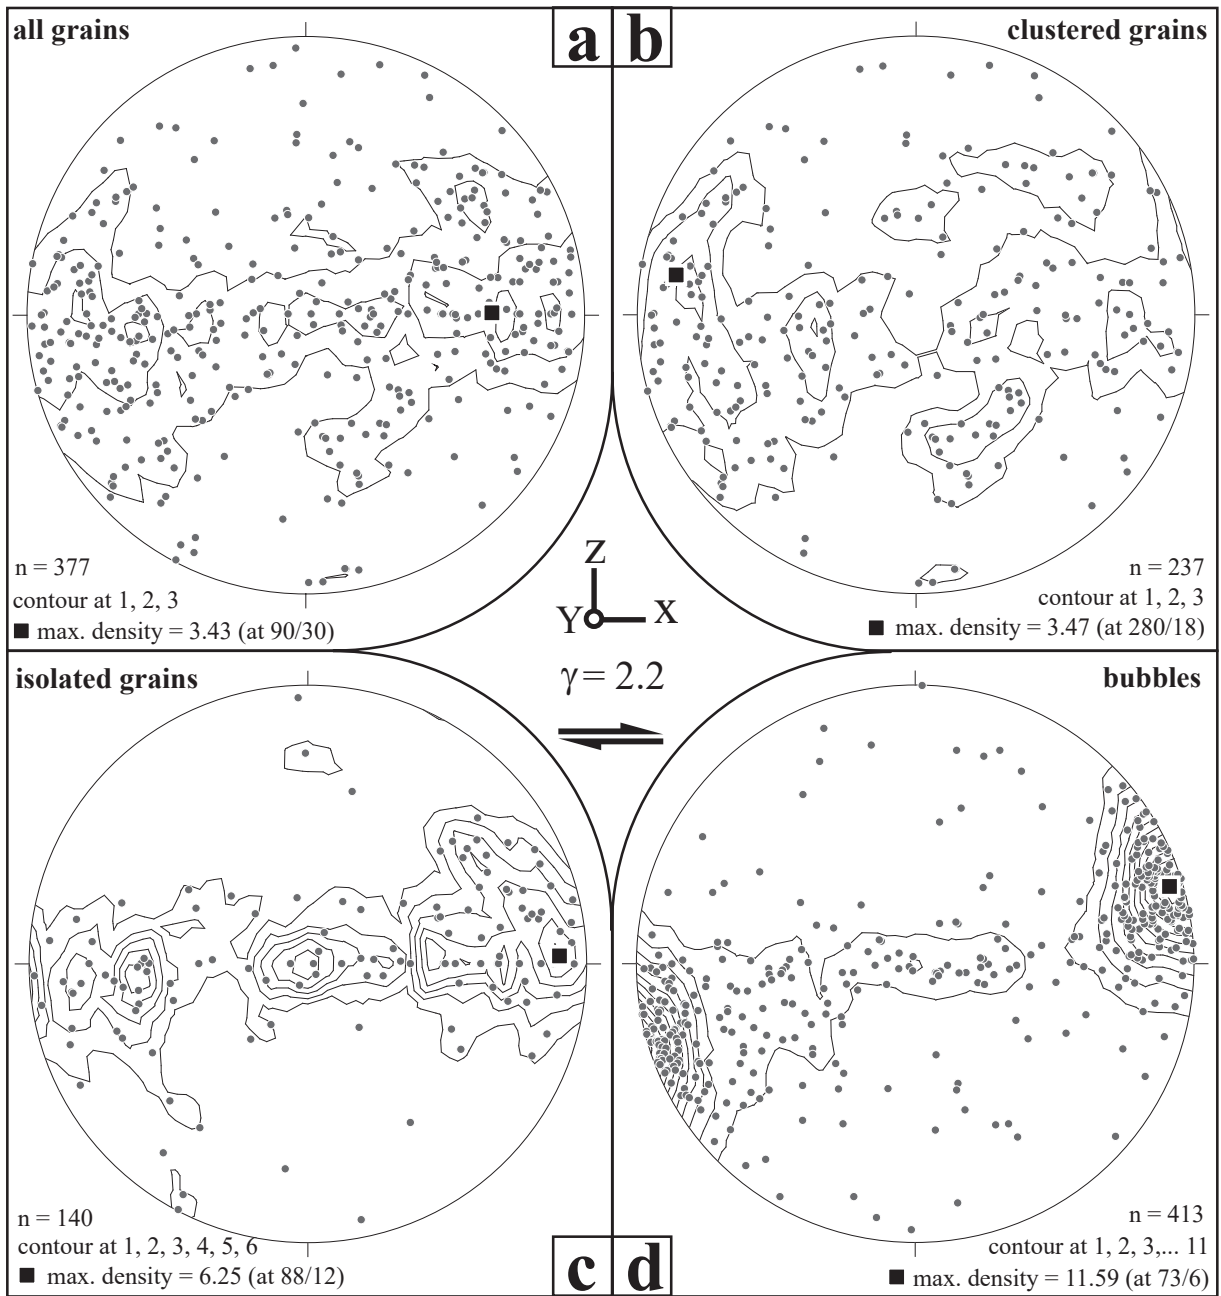 all grains
a
b
clustered grains
n = 377
contour at 1, 2, 3
max. density = 3.43 (at 90/30)
n = 237
contour at 1, 2, 3
max. density = 3.47 (at 280/18)
Z
Y
X
γ = 2.2
isolated grains
bubbles
n = 140
contour at 1, 2, 3, 4, 5, 6
max. density = 6.25 (at 88/12)
c
d
n = 413
contour at 1, 2, 3,... 11
max. density = 11.59 (at 73/6)